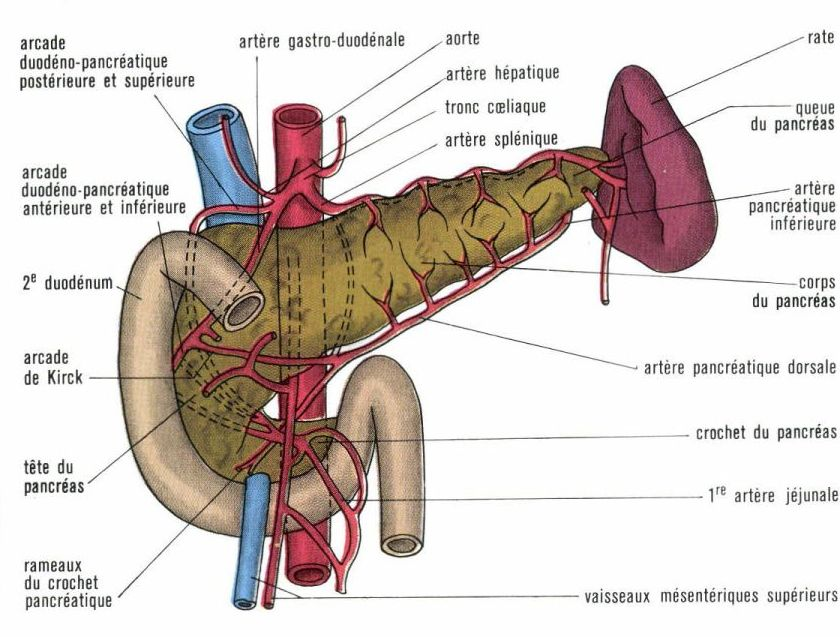 arcade
duodéno-pancréatique
postérieure et supérieure
artère gastro-duodénale
aorte
artère hépatique
tronc cœliaque
artère splénique
rate
queue
du pancréas
arcade
duodéno-pancréatique
antérieure et inférieure
artère
pancréatique
inférieure
2e duodénum
corps
du pancréas
arcade
de Kirck
artère pancréatique dorsale
crochet du pancréas
tête du
pancréas
1re artère jéjunale
rameaux
du crochet
pancréatique
vaisseaux mésentériques supérieurs